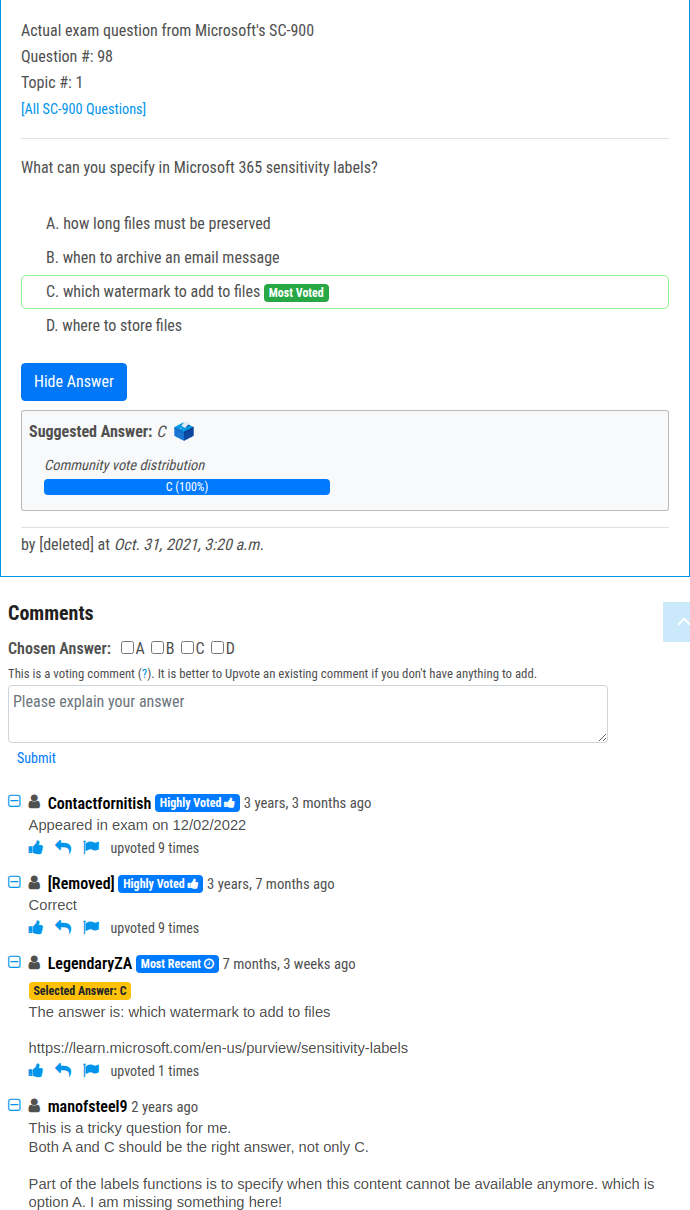 Actual exam question from Microsoft's SC-900
Question #: 98
Topic #: 1
[All SC-900 Questions]
What can you specify in Microsoft 365 sensitivity labels?
A. how long files must be preserved
B. when to archive an email message
C. which watermark to add to files Most Voted
D. where to store files
Hide Answer
Suggested Answer: C
Community vote distribution
C (100%)
by [deleted] at Oct. 31, 2021, 3:20 a.m.
Comments
Chosen Answer: A B C D
This is a voting comment (?). It is better to Upvote an existing comment if you don't have anything to add.
Please explain your answer
Submit
Contactfornitish Highly Voted 3 years, 3 months ago
Appeared in exam on 12/02/2022
upvoted 9 times
[Removed] Highly Voted 3 years, 7 months ago
Correct
upvoted 9 times
LegendaryZA Most Recent 7 months, 3 weeks ago
Selected Answer: C
The answer is: which watermark to add to files
https://learn.microsoft.com/en-us/purview/sensitivity-labels
upvoted 1 times
manofsteel9 2 years ago
This is a tricky question for me.
Both A and C should be the right answer, not only C.
Part of the labels functions is to specify when this content cannot be available anymore. which is
option A. I am missing something here!